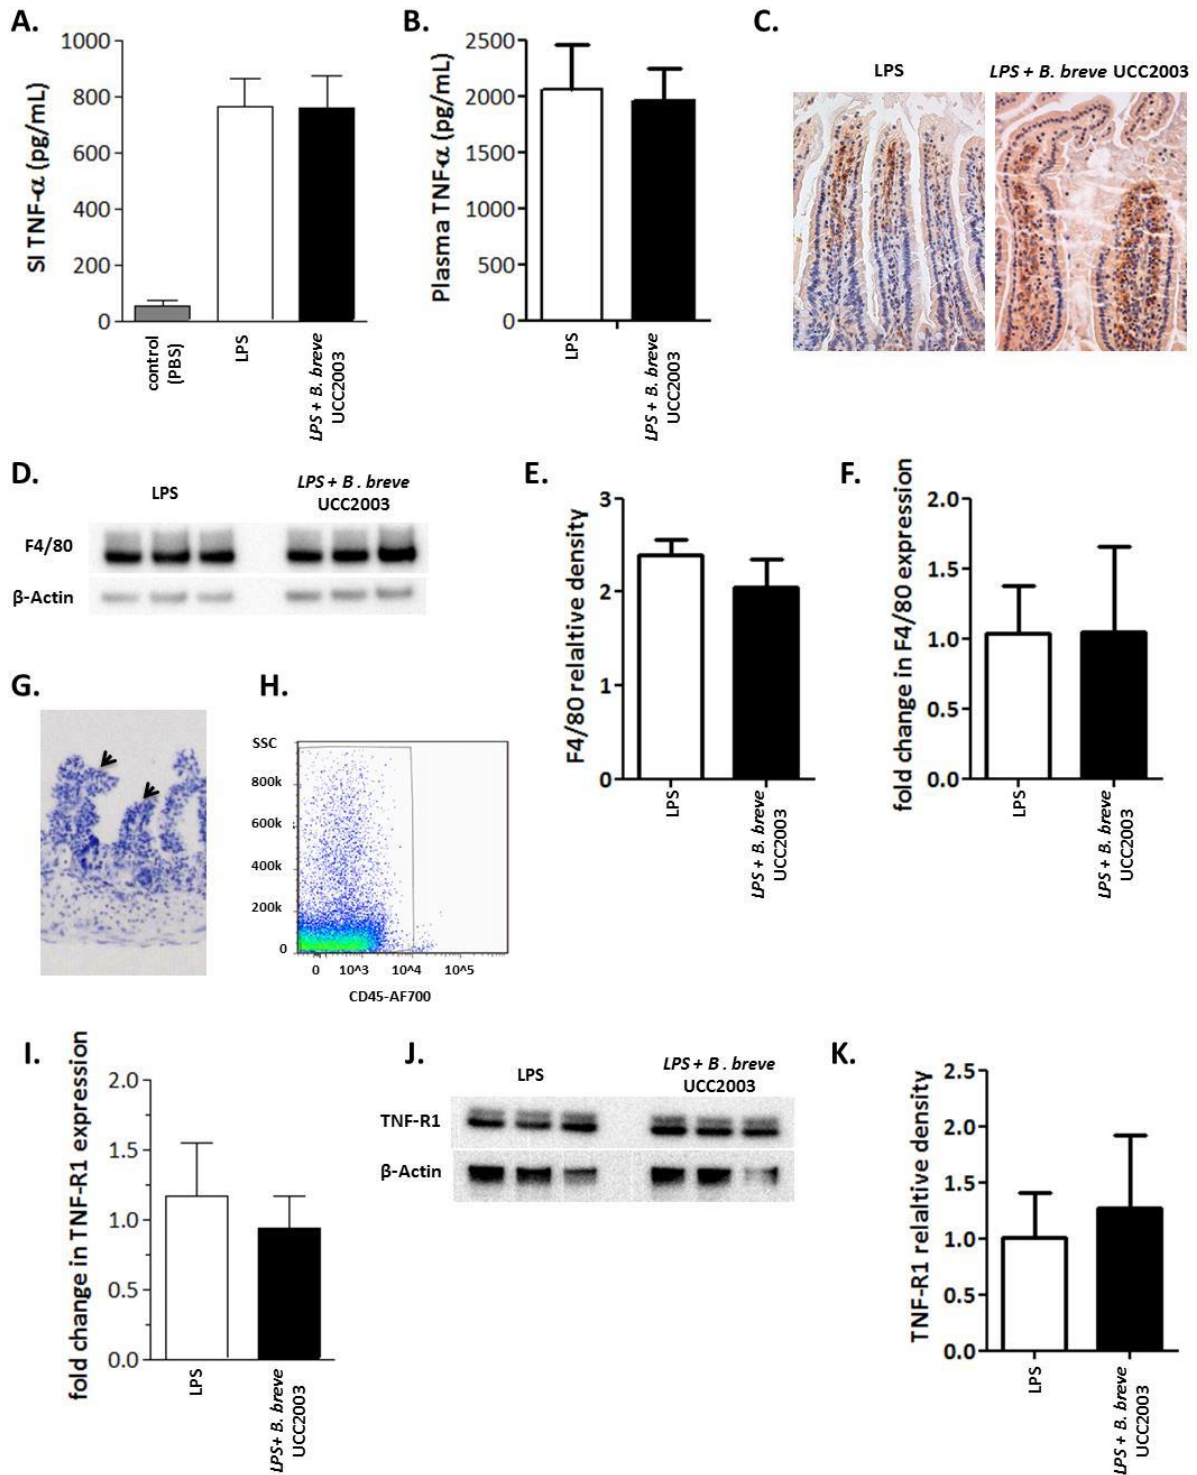 A.
SI TNF-α (pg/mL)
1000
800
600
400
200
0
control
(PBS)
LPS
LPS + B. breve
UCC2003
B.
Plasma TNF-α (pg/mL)
2500
2000
1500
1000
500
0
LPS
LPS + B. breve
UCC2003
C.
LPS
LPS + B. breve UCC2003
D.
LPS
LPS + B . breve
UCC2003
F4/80
β-Actin
E.
F4/80 relaltive density
3
2
1
0
LPS
LPS + B. breve
UCC2003
F.
fold change in F4/80 expression
2.0
1.5
1.0
0.5
0.0
LPS
LPS + B. breve
UCC2003
G.
H.
SSC
800k
600k
400k
200k
0
0 10^3 10^4 10^5
CD45-AF700
I.
fold change in TNF-R1 expression
2.0
1.5
1.0
0.5
0.0
LPS
LPS+ B. breve
UCC2003
J.
LPS
LPS + B . breve
UCC2003
TNF-R1
β-Actin
K.
TNF-R1 relaltive density
2.5
2.0
1.5
1.0
0.5
0.0
LPS
LPS + B. breve
UCC2003